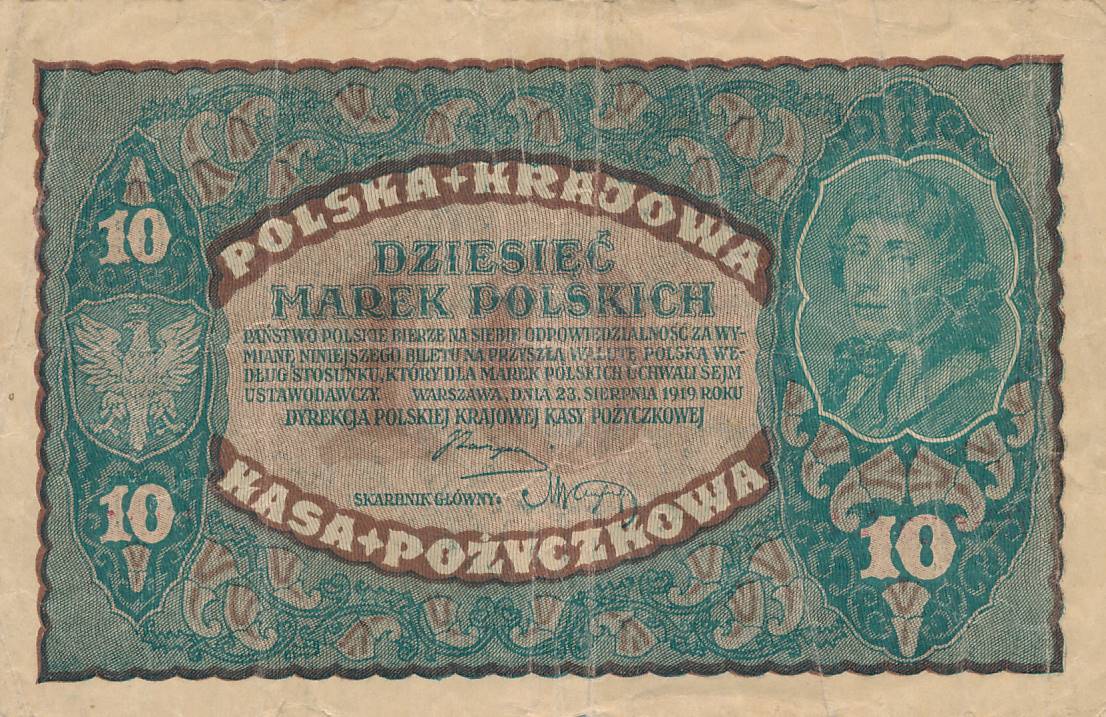 POLSKA+KRAJOWA
10
DZIESIĘĆ
MAREK POLSKICH
PAŃSTWO POLSKIE BIERZE NA SIEBIE ODPOWIEDZIALNOŚĆ ZA WY-
MIANĘ NINIEJSZEGO BILETU NA PRZYSZŁĄ WALUTĘ POLSKĄ WE-
DŁUG STOSUNKU, KTÓRY DLA MAREK POLSKICH UCHWALI SEJM
USTAWODAWCZY. WARSZAWA, DNIA 23. SIERPNIA 1919 ROKU
DYREKCJA POLSKIEJ KRAJOWEJ KASY POŻYCZKOWEJ
SKARBNIK GŁÓWNY:
10
KASA+POŻYCZKOWA
10